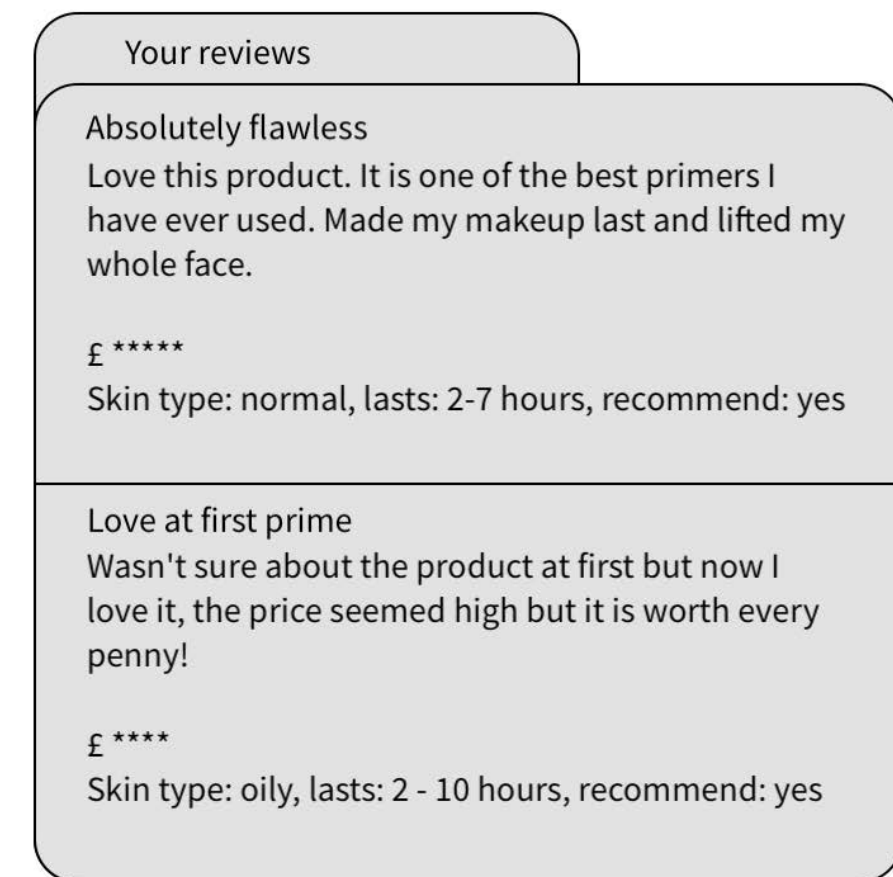 Your reviews
Absolutely flawless
Love this product. It is one of the best primers I
have ever used. Made my makeup last and lifted my
whole face.
£ *****
Skin type: normal, lasts: 2-7 hours, recommend: yes
Love at first prime
Wasn't sure about the product at first but now I
love it, the price seemed high but it is worth every
penny!
£ ****
Skin type: oily, lasts: 2 - 10 hours, recommend: yes